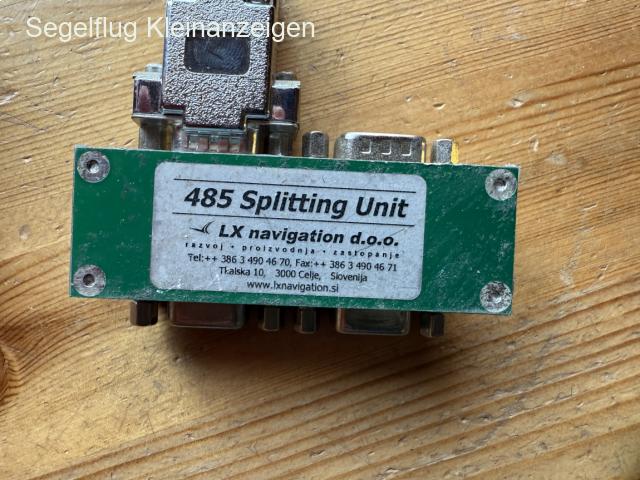 Segelflug Kleinanzeigen
485 Splitting Unit
LX navigation d.o.o.
razvoj • proizvodnja • zastopanje
Tel:++ 386 3 490 46 70, Fax:++ 386 3 490 46 71
Tkalska 10, 3000 Celje, Slovenija
www.lxnavigation.si